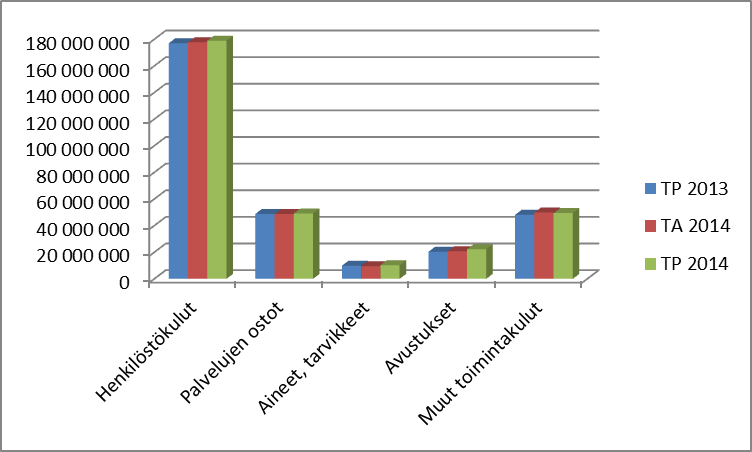 180 000 000
160 000 000
140 000 000
120 000 000
100 000 000
80 000 000
60 000 000
40 000 000
20 000 000
0
Henkilöstökulut
Palvelujen ostot
Aineet, tarvikkeet
Avustukset
Muut toimintakulut
TP 2013
TA 2014
TP 2014